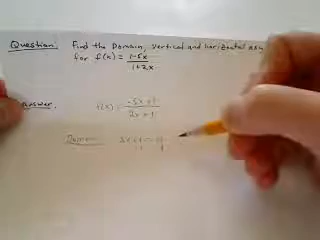 Question: Find the Domain, vertical and horizontal asy
for f(x) = 1-5x / 1+2x
Answer: f(x) = -5x+1 / 2x+1
Domain: